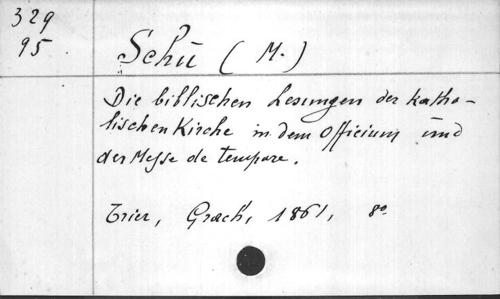 329
95
Schü (M.)
Die biblischen Lesungen der katho-
lischen Kirche in dem Officium und
der Messe de tempore.
Trier, Grach, 1861, 8o.